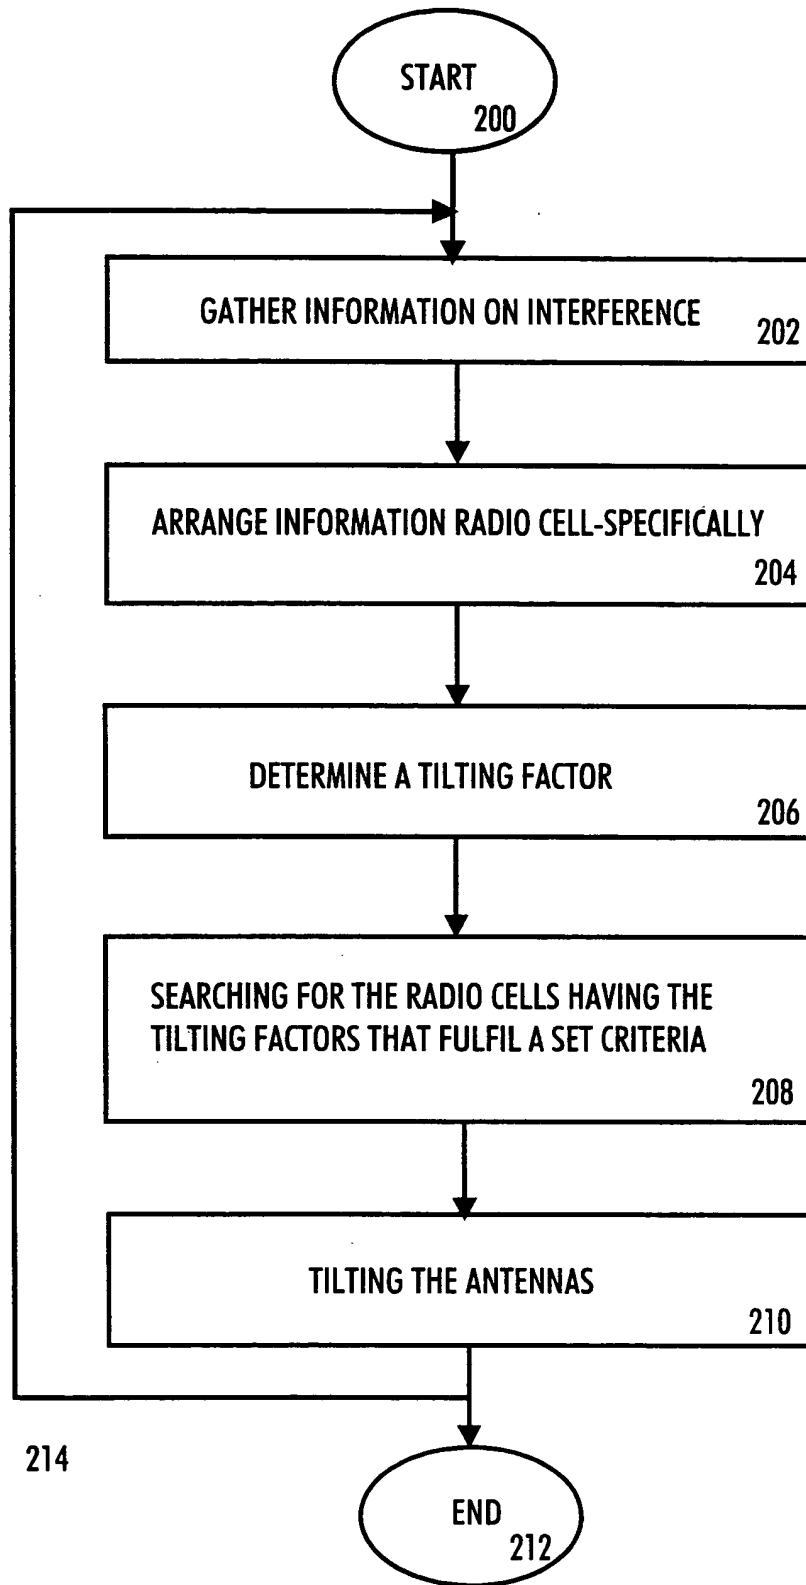 START
200
GATHER INFORMATION ON INTERFERENCE
202
ARRANGE INFORMATION RADIO CELL-SPECIFICALLY
204
DETERMINE A TILTING FACTOR
206
SEARCHING FOR THE RADIO CELLS HAVING THE
TILTING FACTORS THAT FULFIL A SET CRITERIA
208
TILTING THE ANTENNAS
210
214
END
212